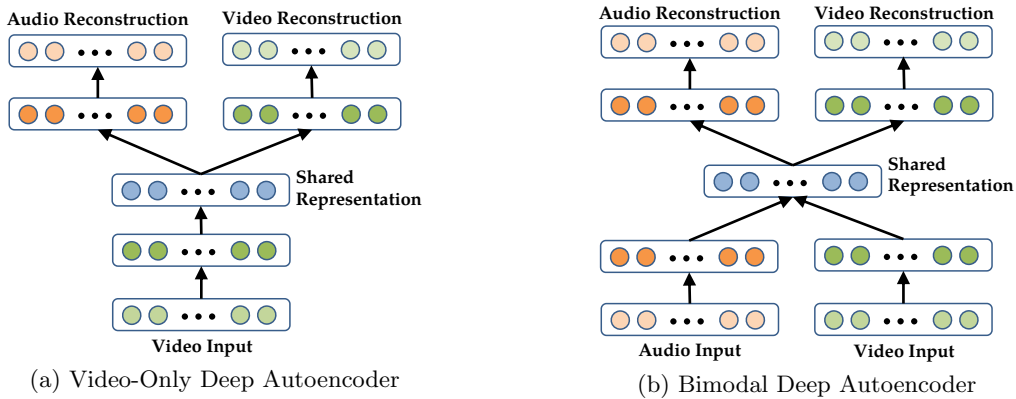 Audio Reconstruction
Video Reconstruction
Shared
Representation
Video Input
(a) Video-Only Deep Autoencoder
Audio Reconstruction
Video Reconstruction
Shared
Representation
Audio Input
Video Input
(b) Bimodal Deep Autoencoder